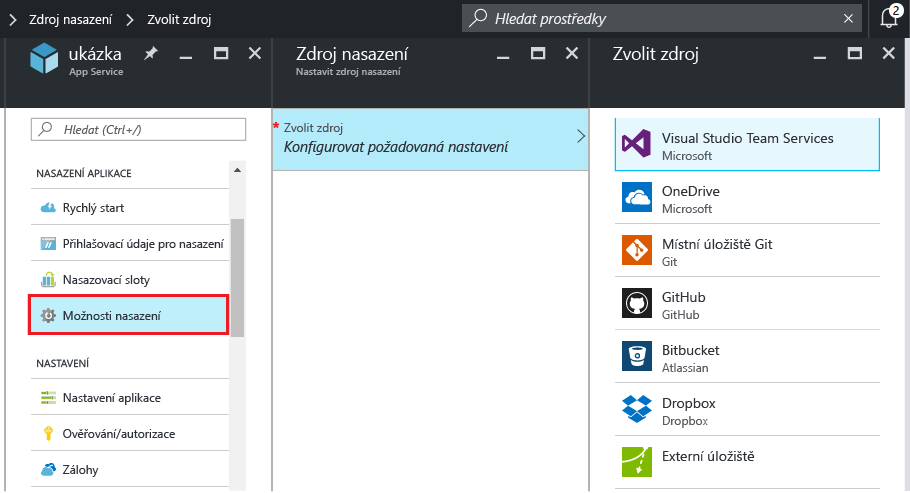 Zdroj nasazení
Zvolit zdroj
Hledat prostředky
2
ukázka
App Service
Hledat (Ctrl+/)
NASAZENÍ APLIKACE
Rychlý start
Přihlašovací údaje pro nasazení
Nasazovací sloty
Možnosti nasazení
NASTAVENÍ
Nastavení aplikace
Ověřování/autorizace
Zálohy
Zdroj nasazení
Nastavit zdroj nasazení
* Zvolit zdroj
Konfigurovat požadovaná nastavení
Zvolit zdroj
Visual Studio Team Services
Microsoft
OneDrive
Microsoft
Místní úložiště Git
Git
GitHub
GitHub
Bitbucket
Atlassian
Dropbox
Dropbox
Externí úložiště